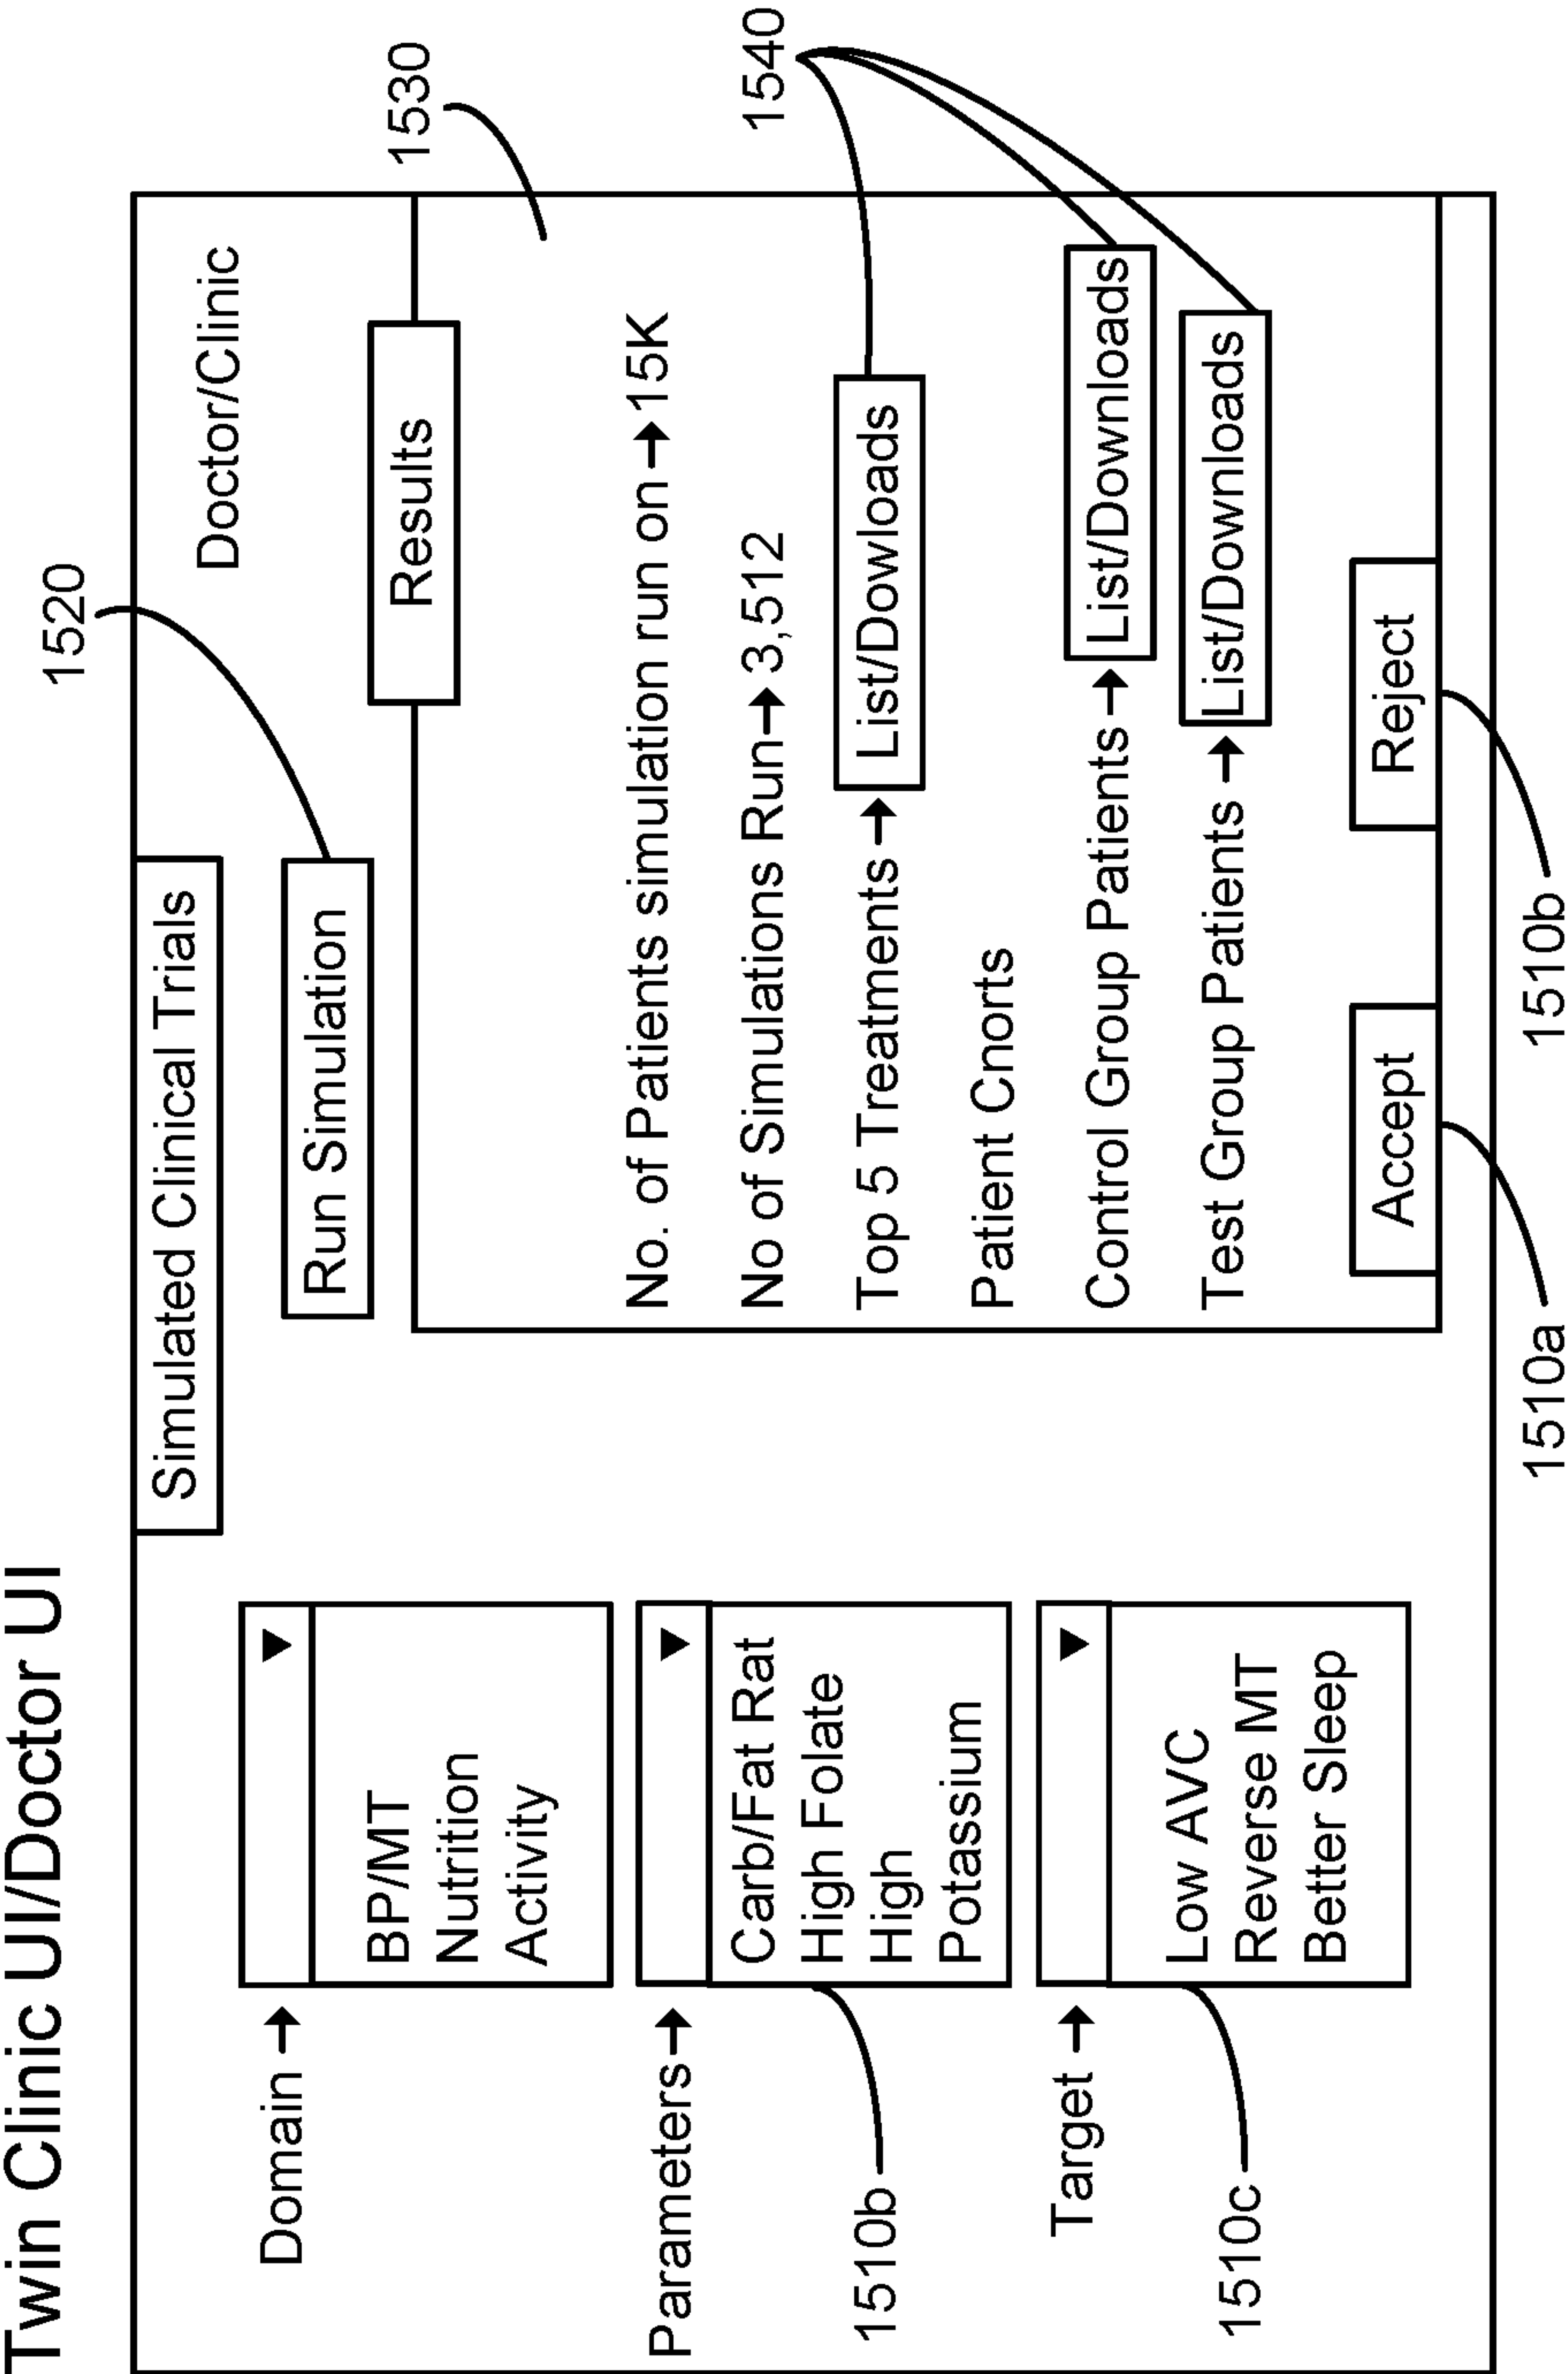 Twin Clinic UI/Doctor UI
1520
Simulated Clinical Trials
Doctor/Clinic
Domain
BP/MT
Nutrition
Activity
Parameters
Carb/Fat Rat
High Folate
High
Potassium
1510b
Target
Low AVC
Reverse MT
Better Sleep
1510c
Run Simulation
Results
1530
No. of Patients simulation run on → 15K
No of Simulations Run → 3,512
Top 5 Treatments → List/Dowloads
1540
Patient Cnorts
Control Group Patients → List/Downloads
Test Group Patients → List/Downloads
Accept
Reject
1510a
1510b